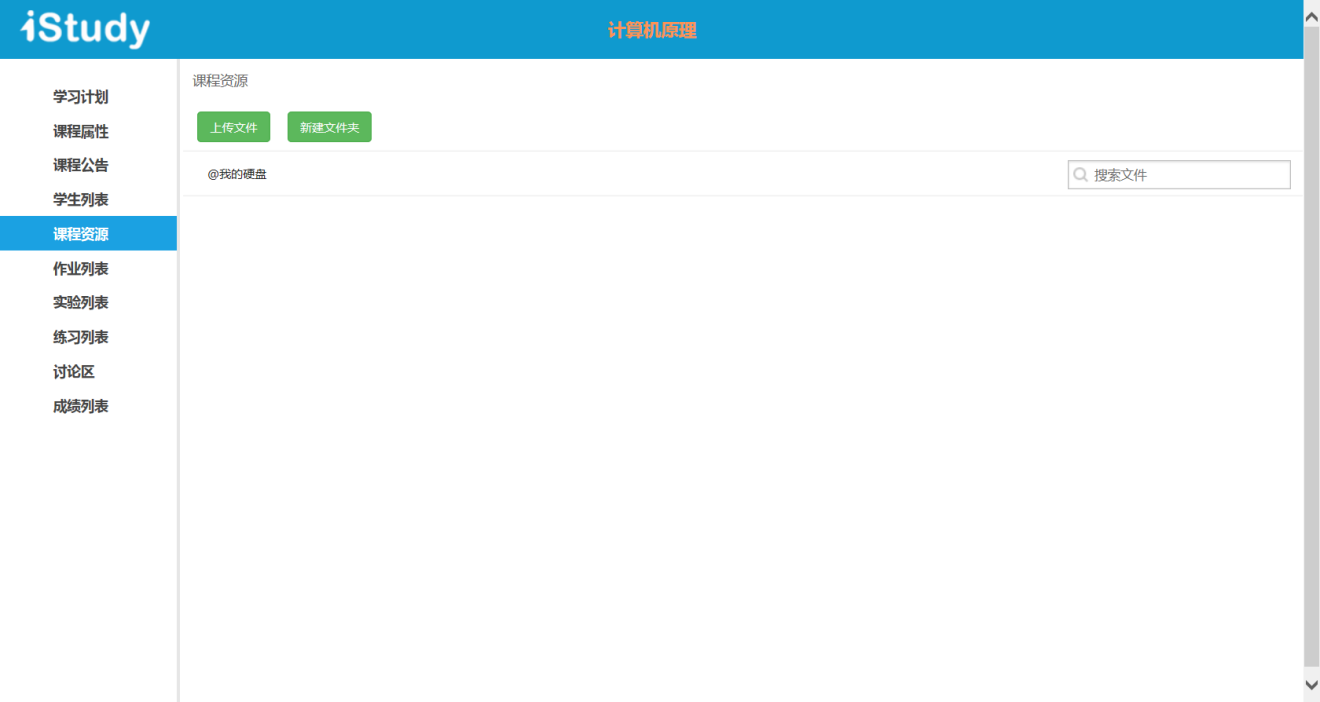 iStudy
计算机原理
学习计划
课程属性
课程公告
学生列表
课程资源
作业列表
实验列表
练习列表
讨论区
成绩列表
课程资源
上传文件
新建文件夹
@我的硬盘
搜索文件